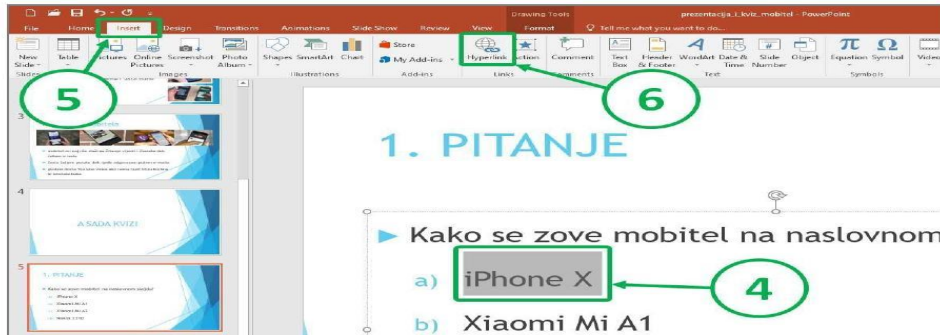 Drawing Tools
prezentacija_i_kviz_mobitel - PowerPoint
File Home Insert Design Transitions Animations Slide Show Review View Format Tell me what you want to do...
New Slide
Table
Pictures
Online Pictures
Screenshot
Photo Album
Shapes
SmartArt
Chart
Store
My Add-ins
Hyperlink
Action
Comment
Text Box
Header & Footer
WordArt
Date & Time
Slide Number
Object
Equation
Symbol
Video
Slides Images Illustrations Add-ins Links Comments Text Symbols
5
6
3
4
A SADA KVIZ!
5
1. PITANJE
1. PITANJE
Kako se zove mobitel na naslovnom
a) iPhone X
4
b) Xiaomi Mi A1